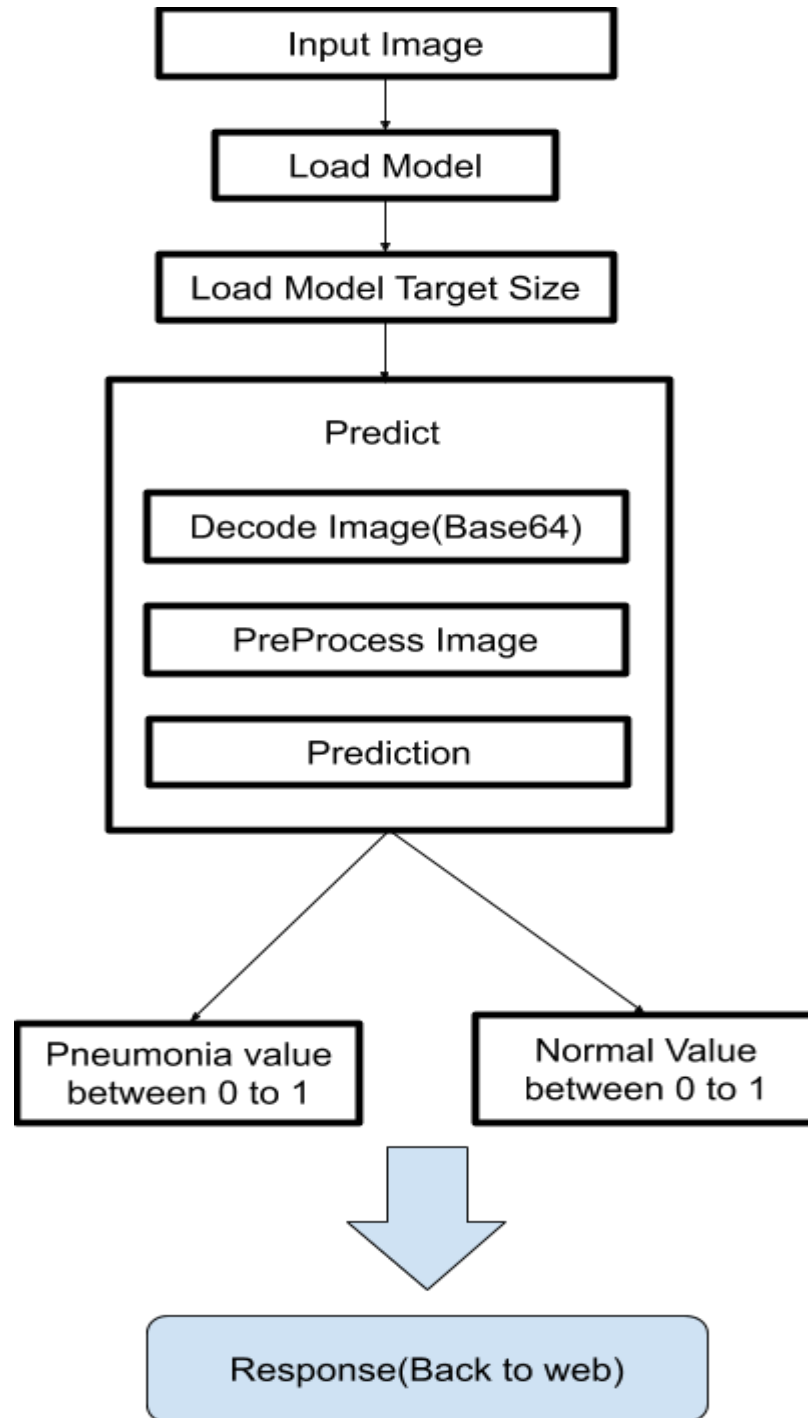 Input Image
Load Model
Load Model Target Size
Predict
Decode Image(Base64)
PreProcess Image
Prediction
Pneumonia value
between 0 to 1
Normal Value
between 0 to 1
Response(Back to web)